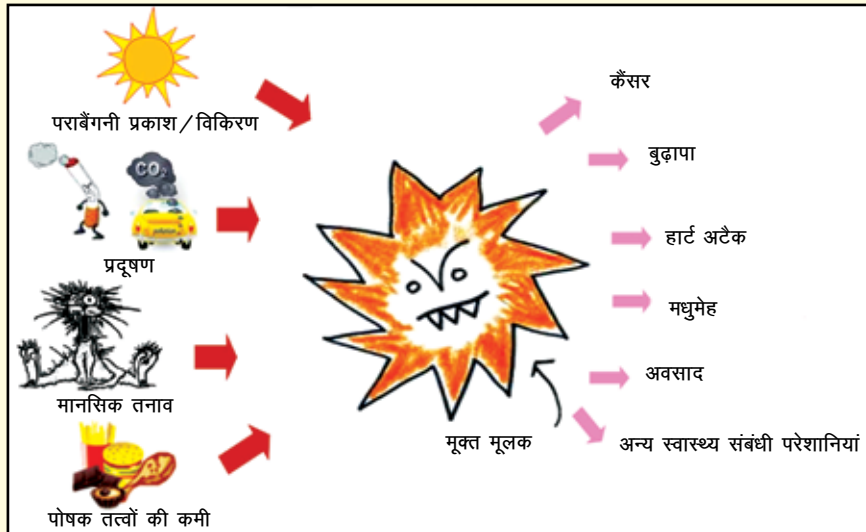 पराबैंगनी प्रकाश/विकिरण
CO₂
प्रदूषण
मानसिक तनाव
पोषक तत्वों की कमी
मूक्त मूलक
कैंसर
बुढ़ापा
हार्ट अटैक
मधुमेह
अवसाद
अन्य स्वास्थ्य संबंधी परेशानियां